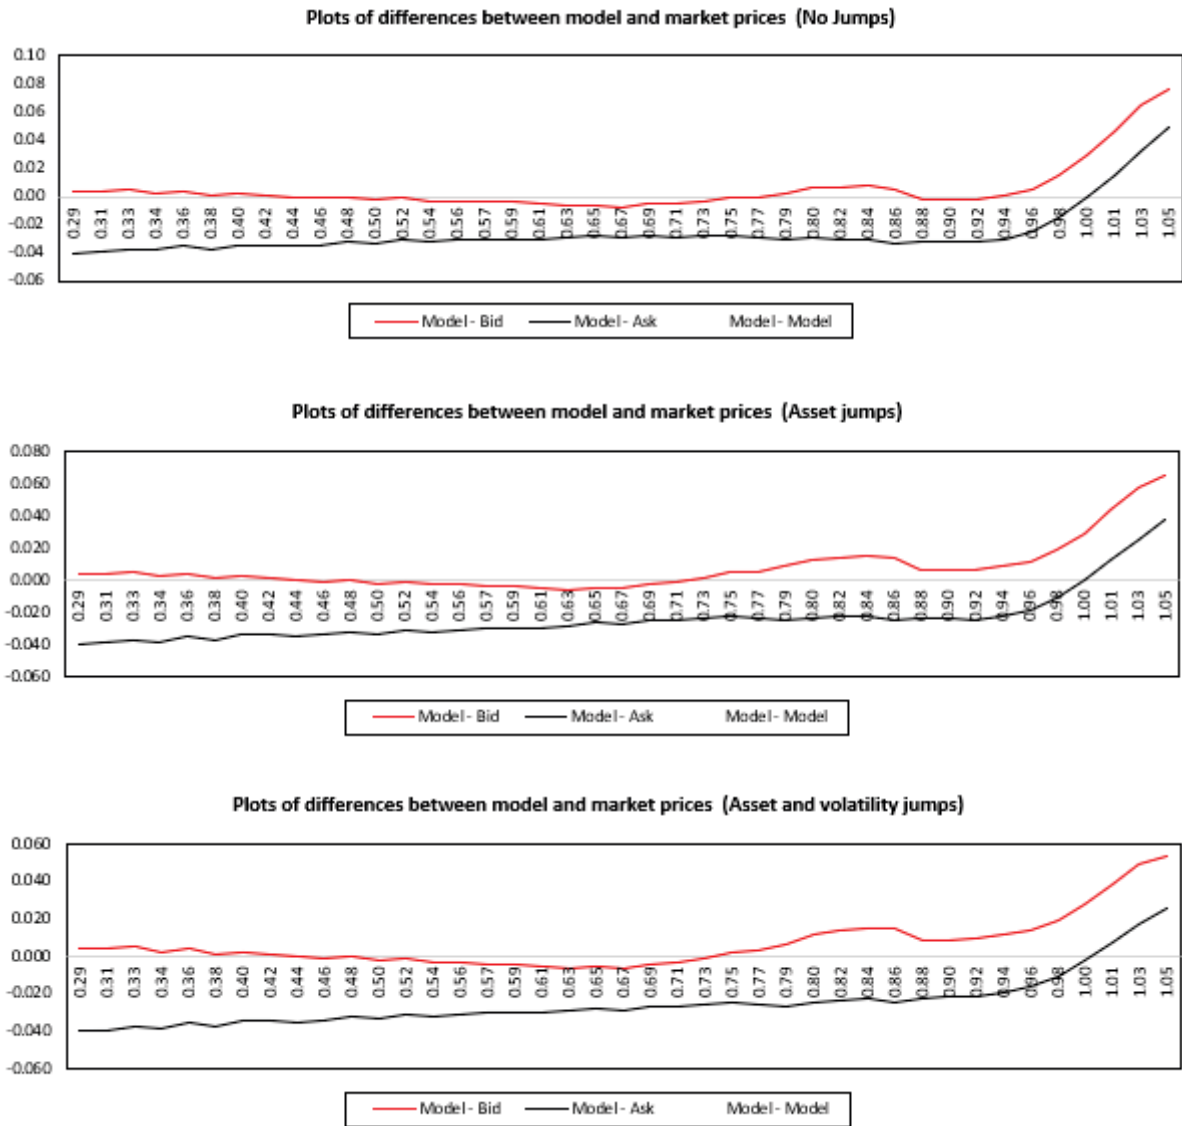 Plots of differences between model and market prices (No Jumps)
0.10
0.08
0.06
0.04
0.02
0.00
-0.02
-0.04
-0.06
0.29 0.31 0.33 0.34 0.36 0.38 0.40 0.42 0.44 0.46 0.48 0.50 0.52 0.54 0.56 0.57 0.59 0.61 0.63 0.65 0.67 0.69 0.71 0.73 0.75 0.77 0.79 0.80 0.82 0.84 0.86 0.88 0.90 0.92 0.94 0.96 0.98 1.00 1.01 1.03 1.05
Model - Bid Model - Ask Model - Model
Plots of differences between model and market prices (Asset jumps)
0.080
0.060
0.040
0.020
0.000
-0.020
-0.040
-0.060
0.29 0.31 0.33 0.34 0.36 0.38 0.40 0.42 0.44 0.46 0.48 0.50 0.52 0.54 0.56 0.57 0.59 0.61 0.63 0.65 0.67 0.69 0.71 0.73 0.75 0.77 0.79 0.80 0.82 0.84 0.86 0.88 0.90 0.92 0.94 0.96 0.98 1.00 1.01 1.03 1.05
Model - Bid Model - Ask Model - Model
Plots of differences between model and market prices (Asset and volatility jumps)
0.060
0.040
0.020
0.000
-0.020
-0.040
-0.060
0.29 0.31 0.33 0.34 0.36 0.38 0.40 0.42 0.44 0.46 0.48 0.50 0.52 0.54 0.56 0.57 0.59 0.61 0.63 0.65 0.67 0.69 0.71 0.73 0.75 0.77 0.79 0.80 0.82 0.84 0.86 0.88 0.90 0.92 0.94 0.96 0.98 1.00 1.01 1.03 1.05
Model - Bid Model - Ask Model - Model